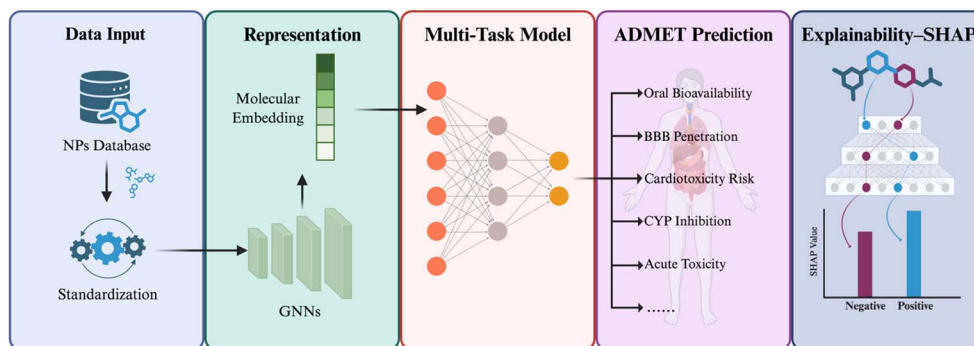 Data Input
NPs Database
Standardization
Representation
Molecular
Embedding
GNNs
Multi-Task Model
ADMET Prediction
Oral Bioavailability
BBB Penetration
Cardiotoxicity Risk
CYP Inhibition
Acute Toxicity
......
Explainability–SHAP
SHAP Value
Negative
Positive